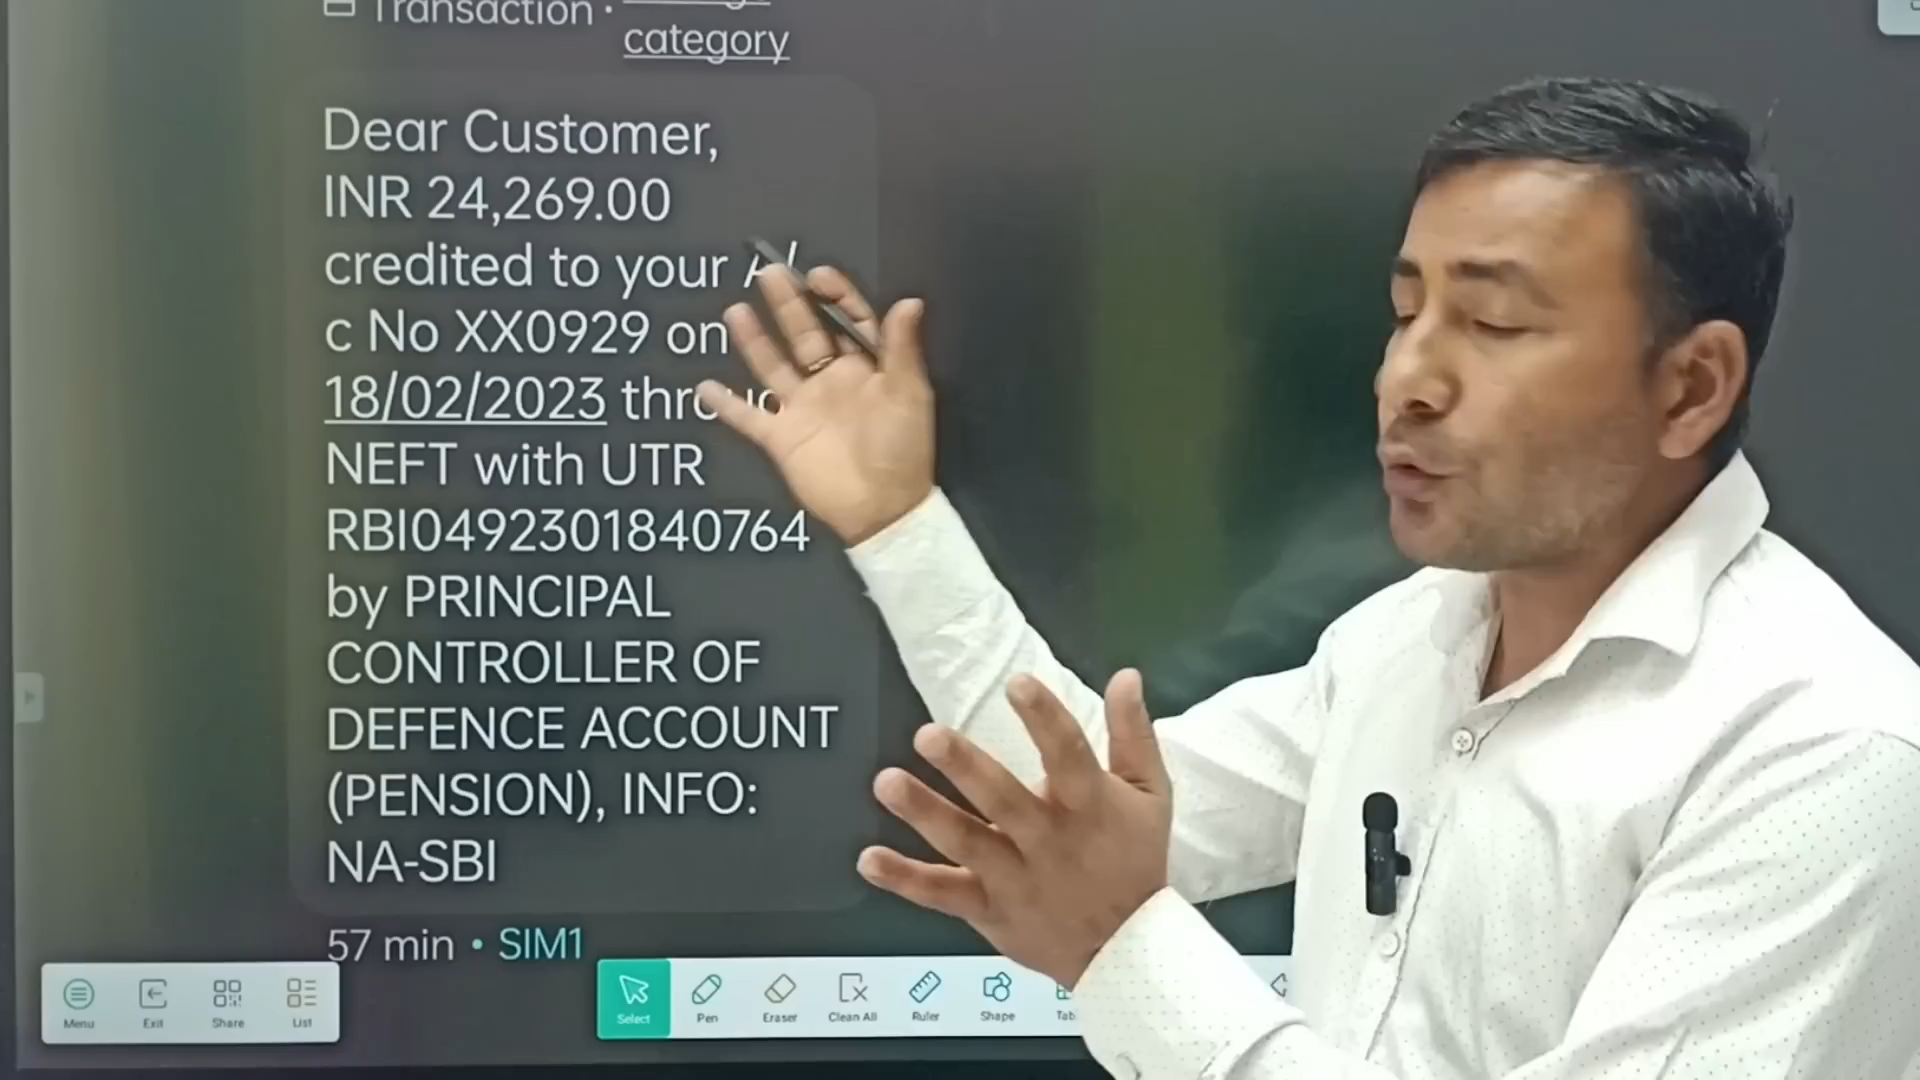 Transaction •
category
Dear Customer,
INR 24,269.00
credited to your A/
c No XX0929 on
18/02/2023
NEFT with UTR
RBI0492301840764
by PRINCIPAL
CONTROLLER OF
DEFENCE ACCOUNT
(PENSION), INFO:
NA-SBI
57 min • SIM1
Menu Exit Share List
Select Pen Eraser Clean All Ruler Shape